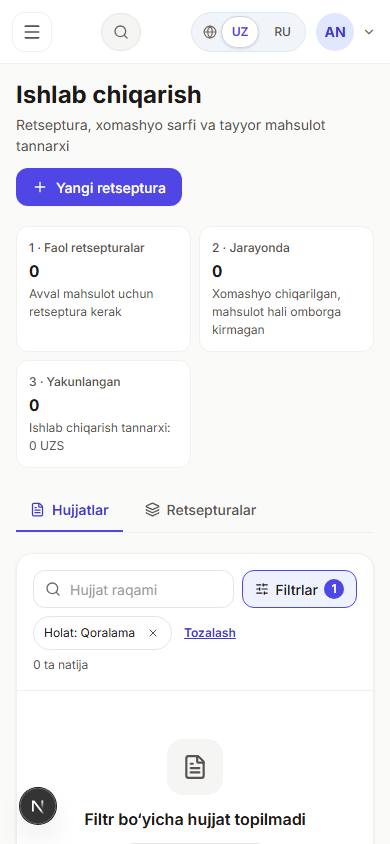 UZ
RU
AN
Ishlab chiqarish
Retseptura, xomashyo sarfi va tayyor mahsulot
tannarxi
Yangi retseptura
1 · Faol retsepturalar
0
Avval mahsulot uchun
retseptura kerak
2 · Jarayonda
0
Xomashyo chiqarilgan,
mahsulot hali omborga
kirmagan
3 · Yakunlangan
0
Ishlab chiqarish tannarxi:
0 UZS
Hujjatlar
Retsepturalar
Hujjat raqami
Filtrlar 1
Holat: Qoralama
Tozalash
0 ta natija
N
Filtr bo‘yicha hujjat topilmadi